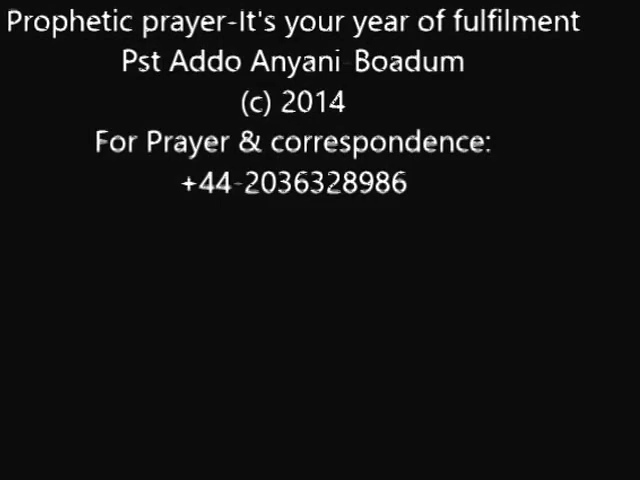 Prophetic prayer-It's your year of fulfilment
Pst Addo Anyani-Boadum
(c) 2014
For Prayer & correspondence:
+44-2036328986